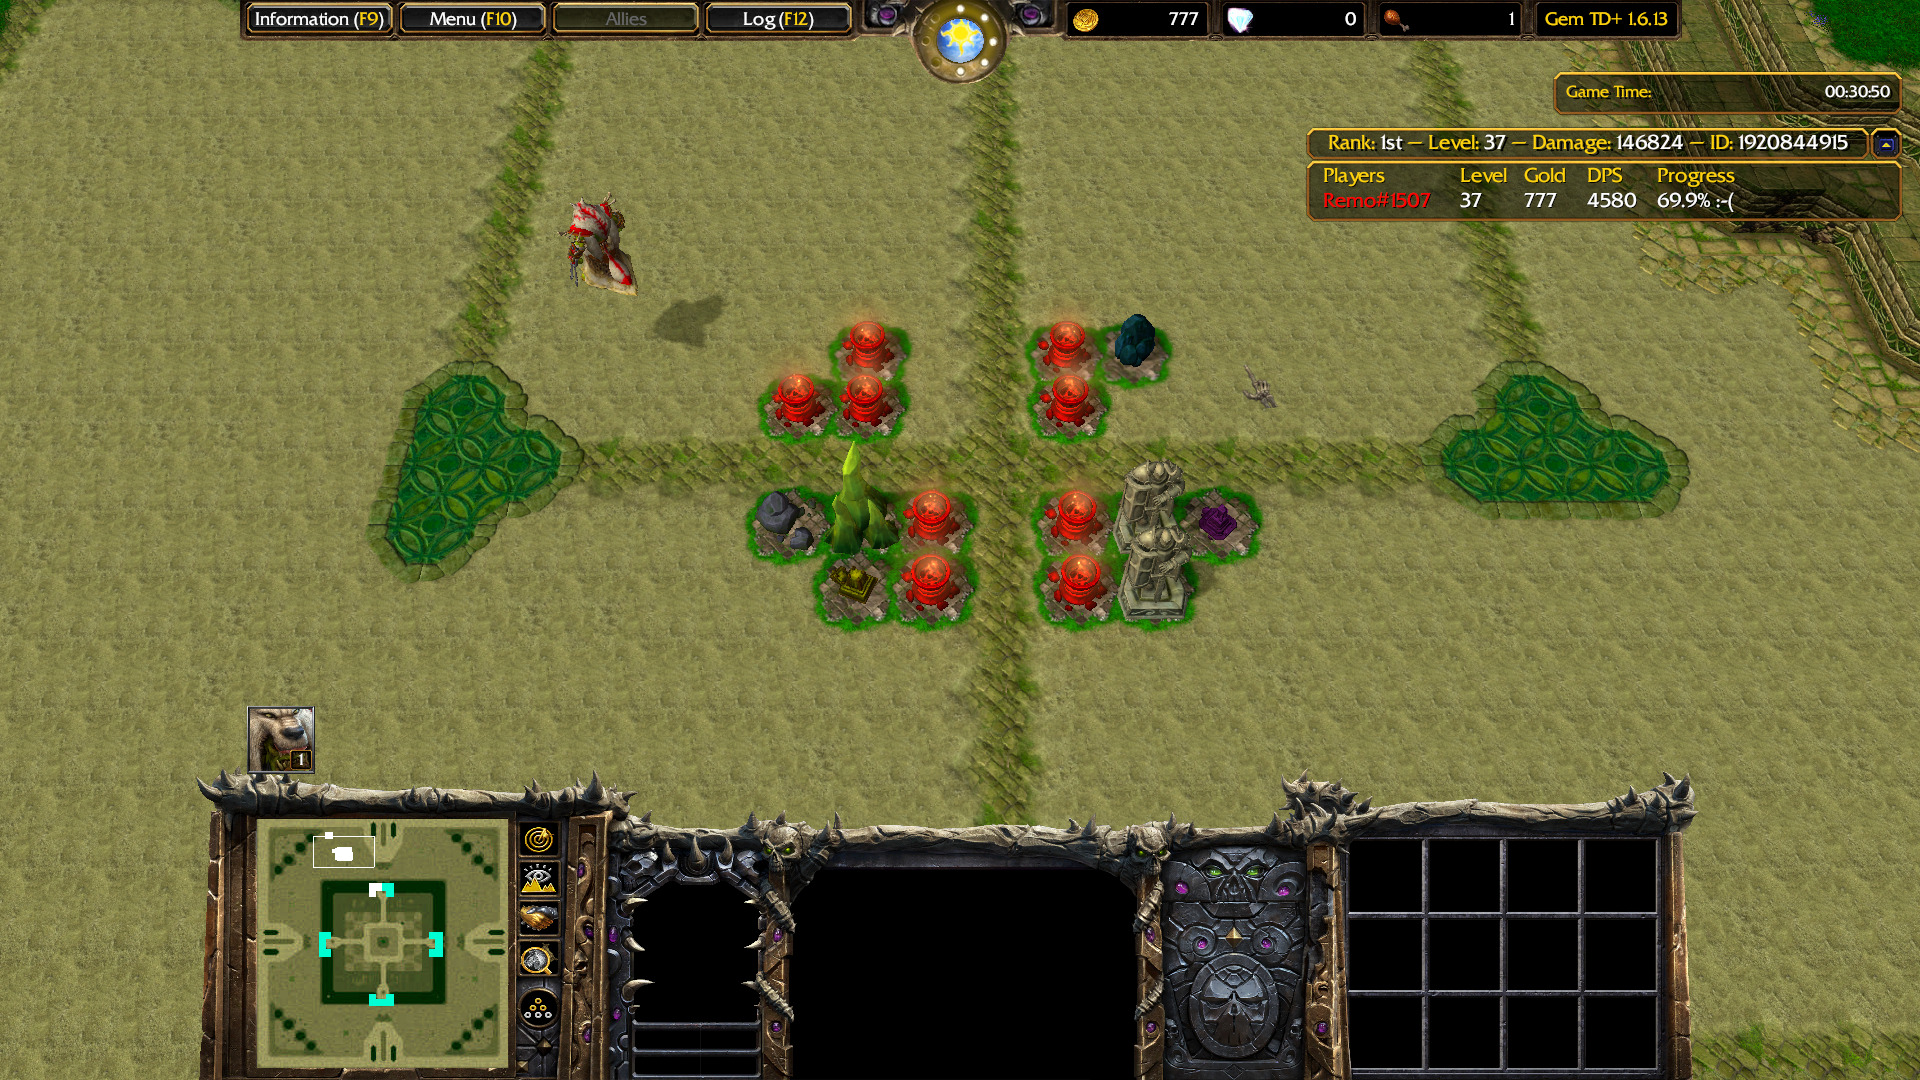 Information (F9) Menu (F10) Allies Log (F12) 777 0 1 Gem TD+ 1.6.13
Game Time: 00:30:50
Rank: 1st – Level: 37 – Damage: 146824 – ID: 1920844915
Players Level Gold DPS Progress
Remo#1507 37 777 4580 69.9% :-(
1